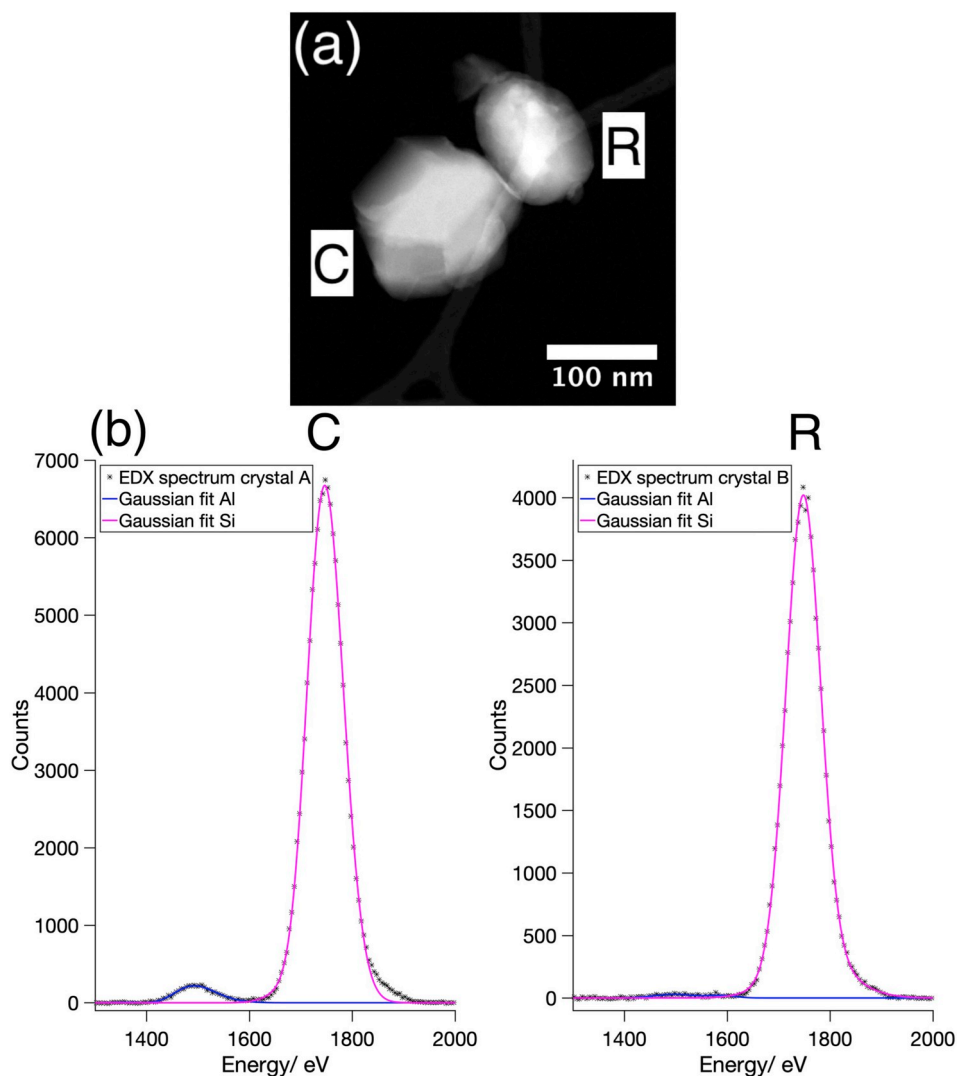 (a)
R
C
100 nm
(b)
C
R
7000
6000
5000
4000
3000
2000
1000
0
Counts
EDX spectrum crystal A
Gaussian fit Al
Gaussian fit Si
1400
1600
1800
2000
Energy/ eV
4000
3500
3000
2500
2000
1500
1000
500
0
Counts
EDX spectrum crystal B
Gaussian fit Al
Gaussian fit Si
1400
1600
1800
2000
Energy/ eV